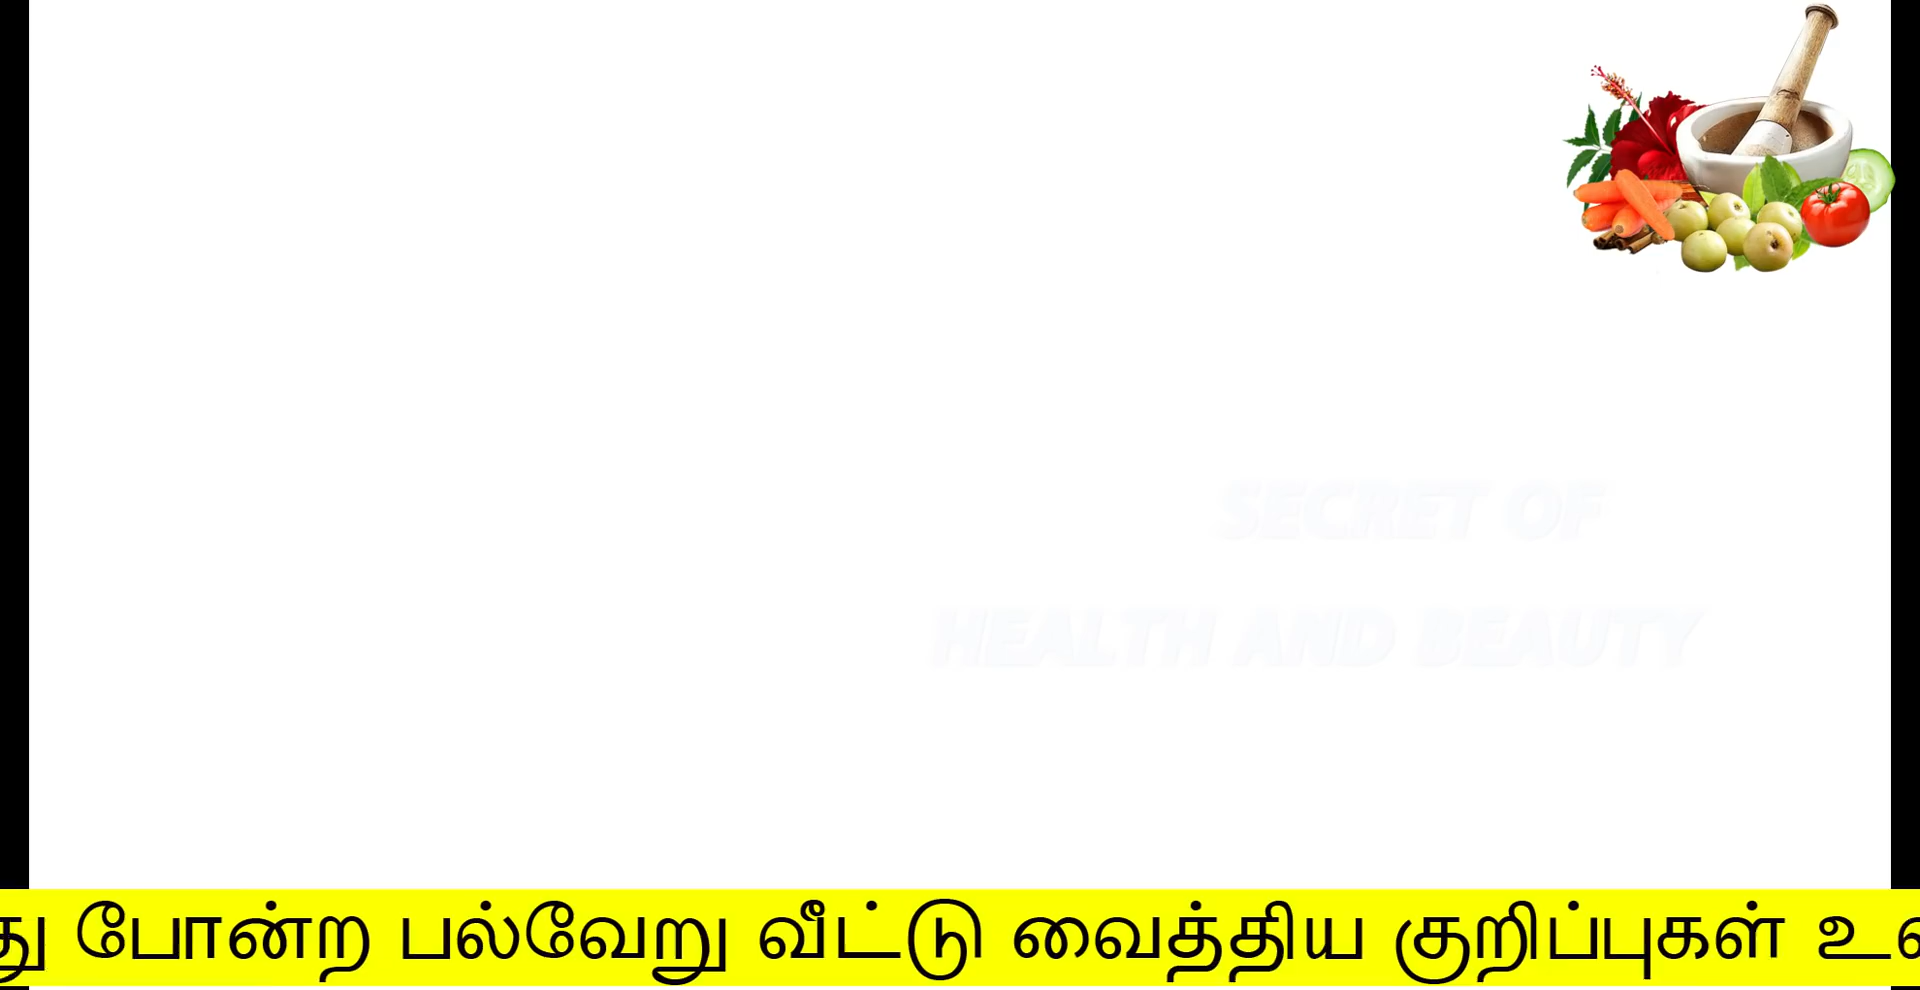 SECRET OF
HEALTH AND BEAUTY
போன்ற பல்வேறு வீட்டு வைத்திய குறிப்புகள்